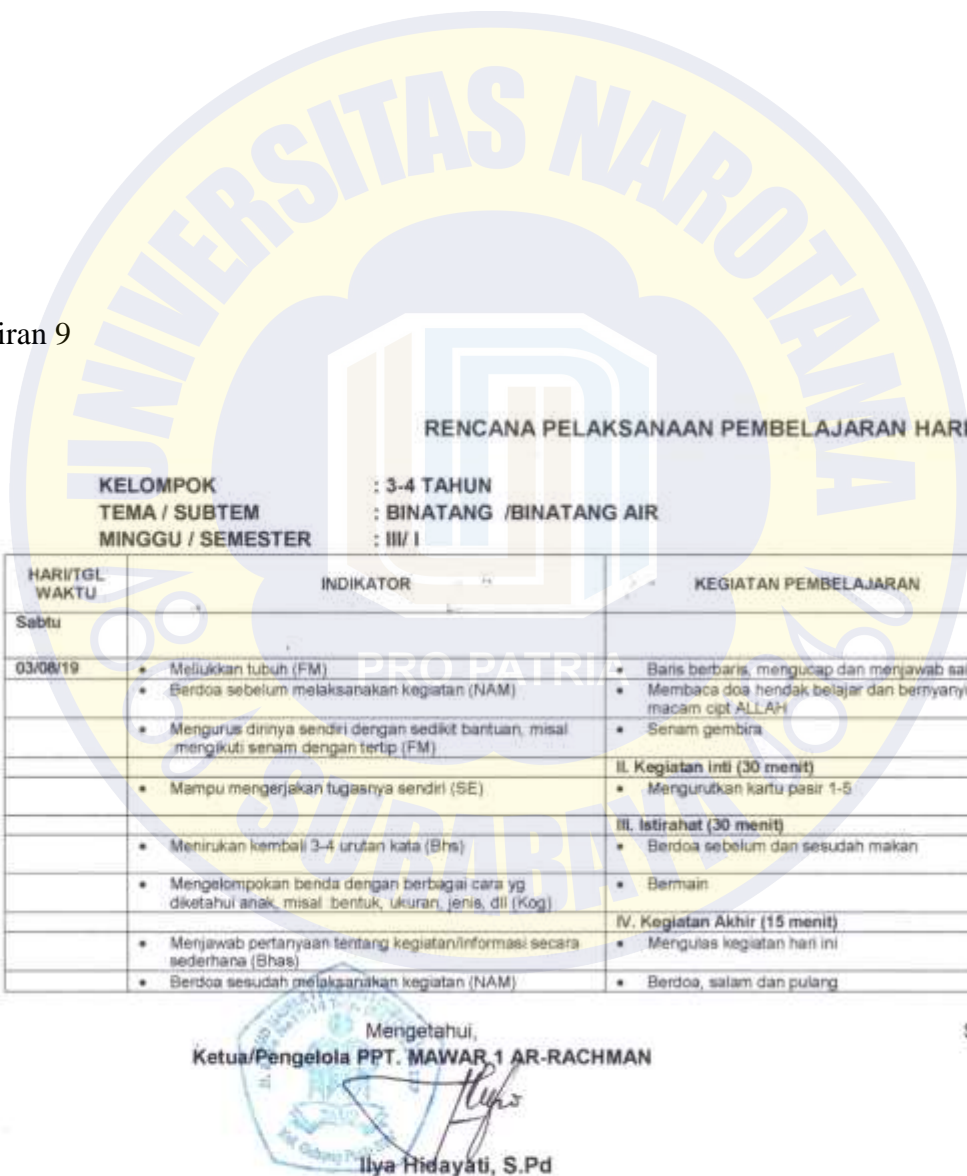 UNIVERSITAS NAROTAMA
PRO PATRIA
SURABAYA
iran 9
RENCANA PELAKSANAAN PEMBELAJARAN HARI
KELOMPOK : 3-4 TAHUN
TEMA / SUBTEM : BINATANG /BINATANG AIR
MINGGU / SEMESTER : III/ I
HARI/TGL WAKTU INDIKATOR KEGIATAN PEMBELAJARAN
Sabtu
03/08/19 • Meliukkan tubuh (FM) • Baris berbaris, mengucap dan menjawab sal
• Berdoa sebelum melaksanakan kegiatan (NAM) • Membaca doa hendak belajar dan bernyanyi
macam cipt ALLAH
• Mengurus dirinya sendiri dengan sedikit bantuan, misal • Senam gembira
mengikuti senam dengan tertip (FM)
II. Kegiatan inti (30 menit)
• Mampu mengerjakan tugasnya sendiri (SE) • Mengurutkan kartu pasir 1-5
III. Istirahat (30 menit)
• Menirukan kembali 3-4 urutan kata (Bhs) • Berdoa sebelum dan sesudah makan
• Mengelompokan benda dengan berbagai cara yg • Bermain
diketahui anak, misal :bentuk, ukuran, jenis, dll (Kog)
IV. Kegiatan Akhir (15 menit)
• Menjawab pertanyaan tentang kegiatan/informasi secara • Mengulas kegiatan hari ini
sederhana (Bhas)
• Berdoa sesudah melaksanakan kegiatan (NAM) • Berdoa, salam dan pulang
Mengetahui, S
Ketua/Pengelola PPT. MAWAR 1 AR-RACHMAN
Ilya Hidayati, S.Pd